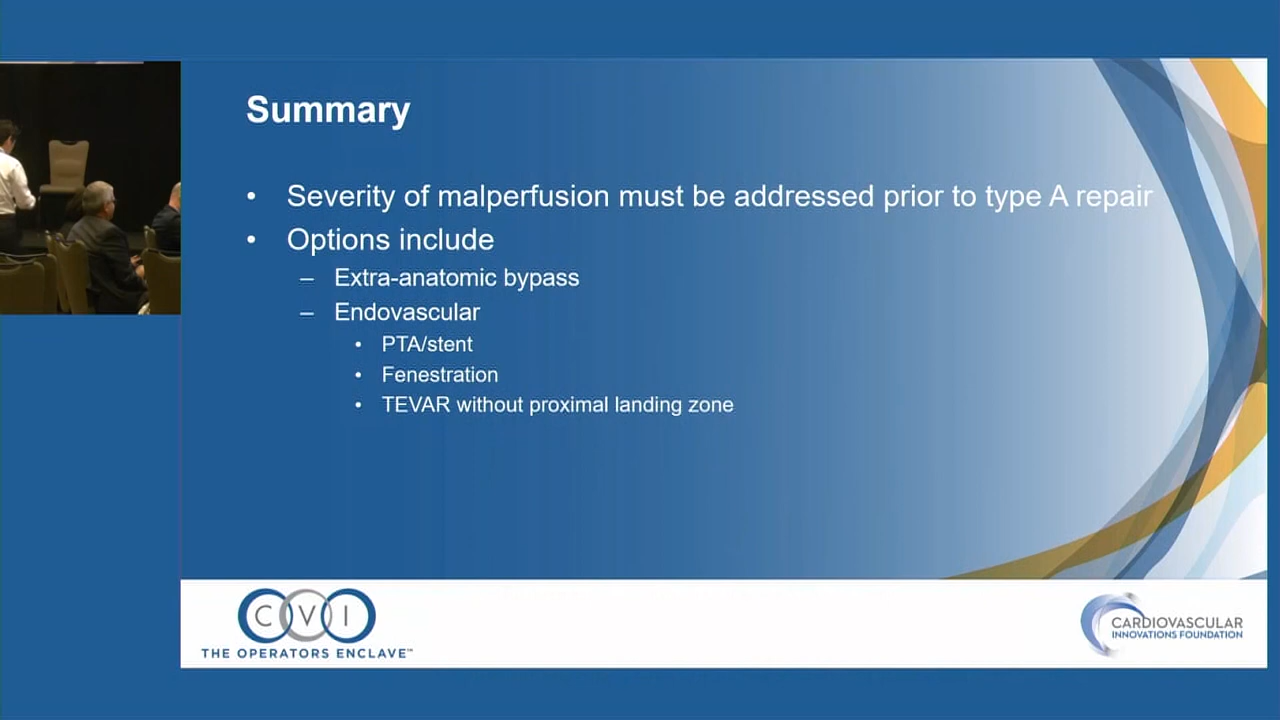 Summary
• Severity of malperfusion must be addressed prior to type A repair
• Options include
– Extra-anatomic bypass
– Endovascular
• PTA/stent
• Fenestration
• TEVAR without proximal landing zone
CVI
THE OPERATORS ENCLAVE™
CARDIOVASCULAR
INNOVATIONS FOUNDATION